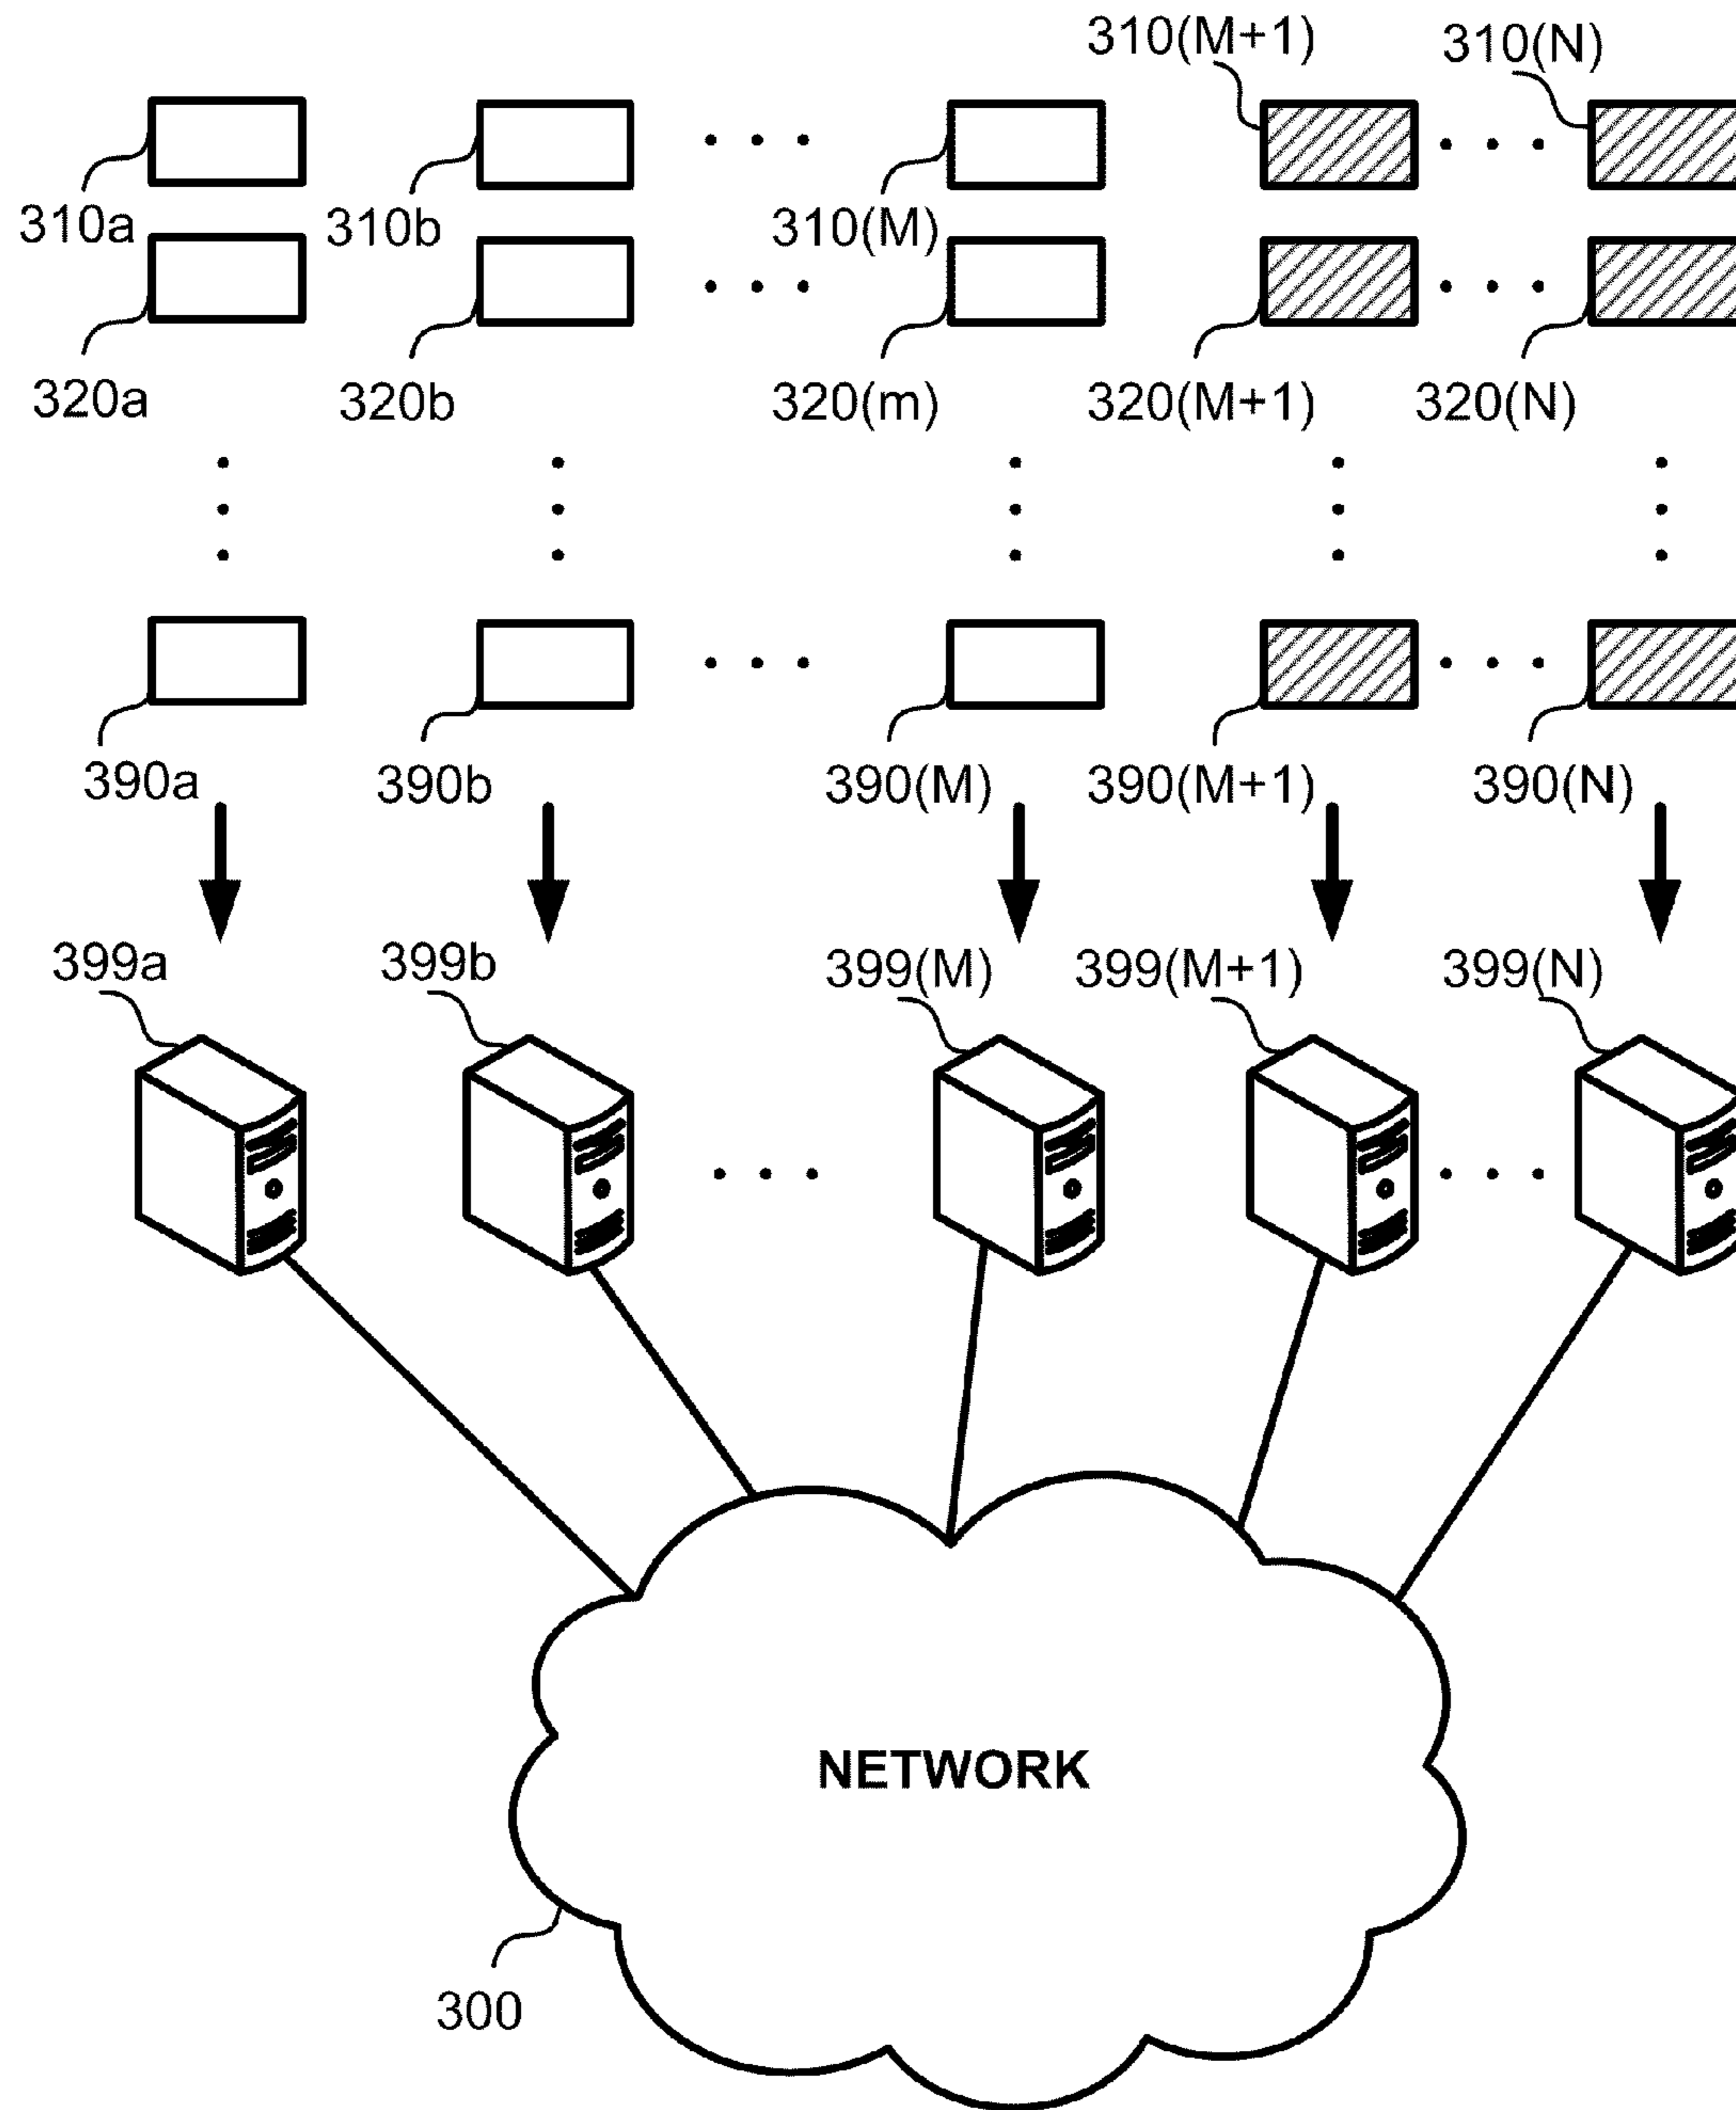 310(M+1) 310(N)
310a 310b 310(M)
320a 320b 320(m) 320(M+1) 320(N)
390a 390b 390(M) 390(M+1) 390(N)
399a 399b 399(M) 399(M+1) 399(N)
NETWORK
300